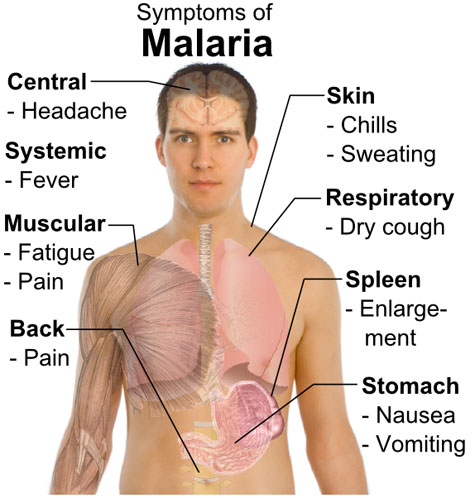 Symptoms of
Malaria
Central
- Headache
Systemic
- Fever
Muscular
- Fatigue
- Pain
Back
- Pain
Skin
- Chills
- Sweating
Respiratory
- Dry cough
Spleen
- Enlarge-
ment
Stomach
- Nausea
- Vomiting